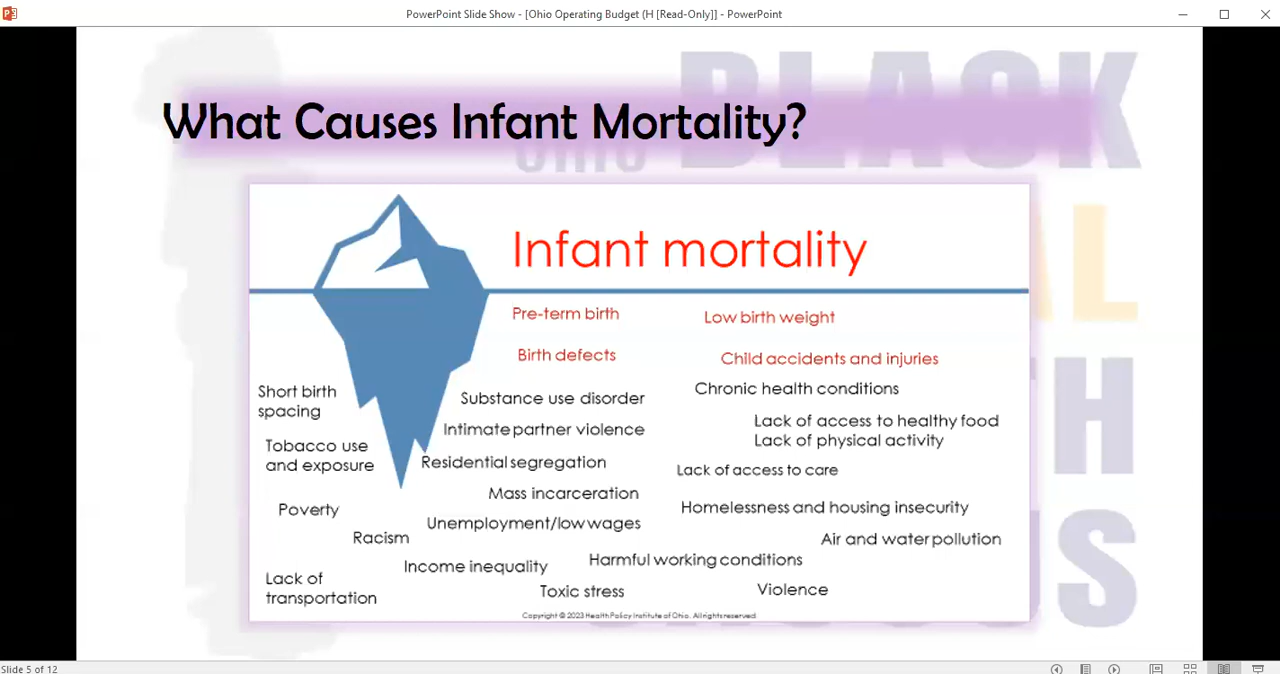 PowerPoint Slide Show - [Ohio Operating Budget (H [Read-Only]] - PowerPoint
BLACK
OHIO
What Causes Infant Mortality?
Infant mortality
Pre-term birth
Low birth weight
Birth defects
Child accidents and injuries
Short birth
spacing
Substance use disorder
Chronic health conditions
Intimate partner violence
Lack of access to healthy food
Lack of physical activity
Tobacco use
and exposure
Residential segregation
Lack of access to care
Mass incarceration
Poverty
Homelessness and housing insecurity
Unemployment/low wages
Racism
Air and water pollution
Income inequality
Harmful working conditions
Lack of
transportation
Toxic stress
Violence
Copyright © 2023 Health Policy Institute of Ohio. All rights reserved.
Slide 5 of 12